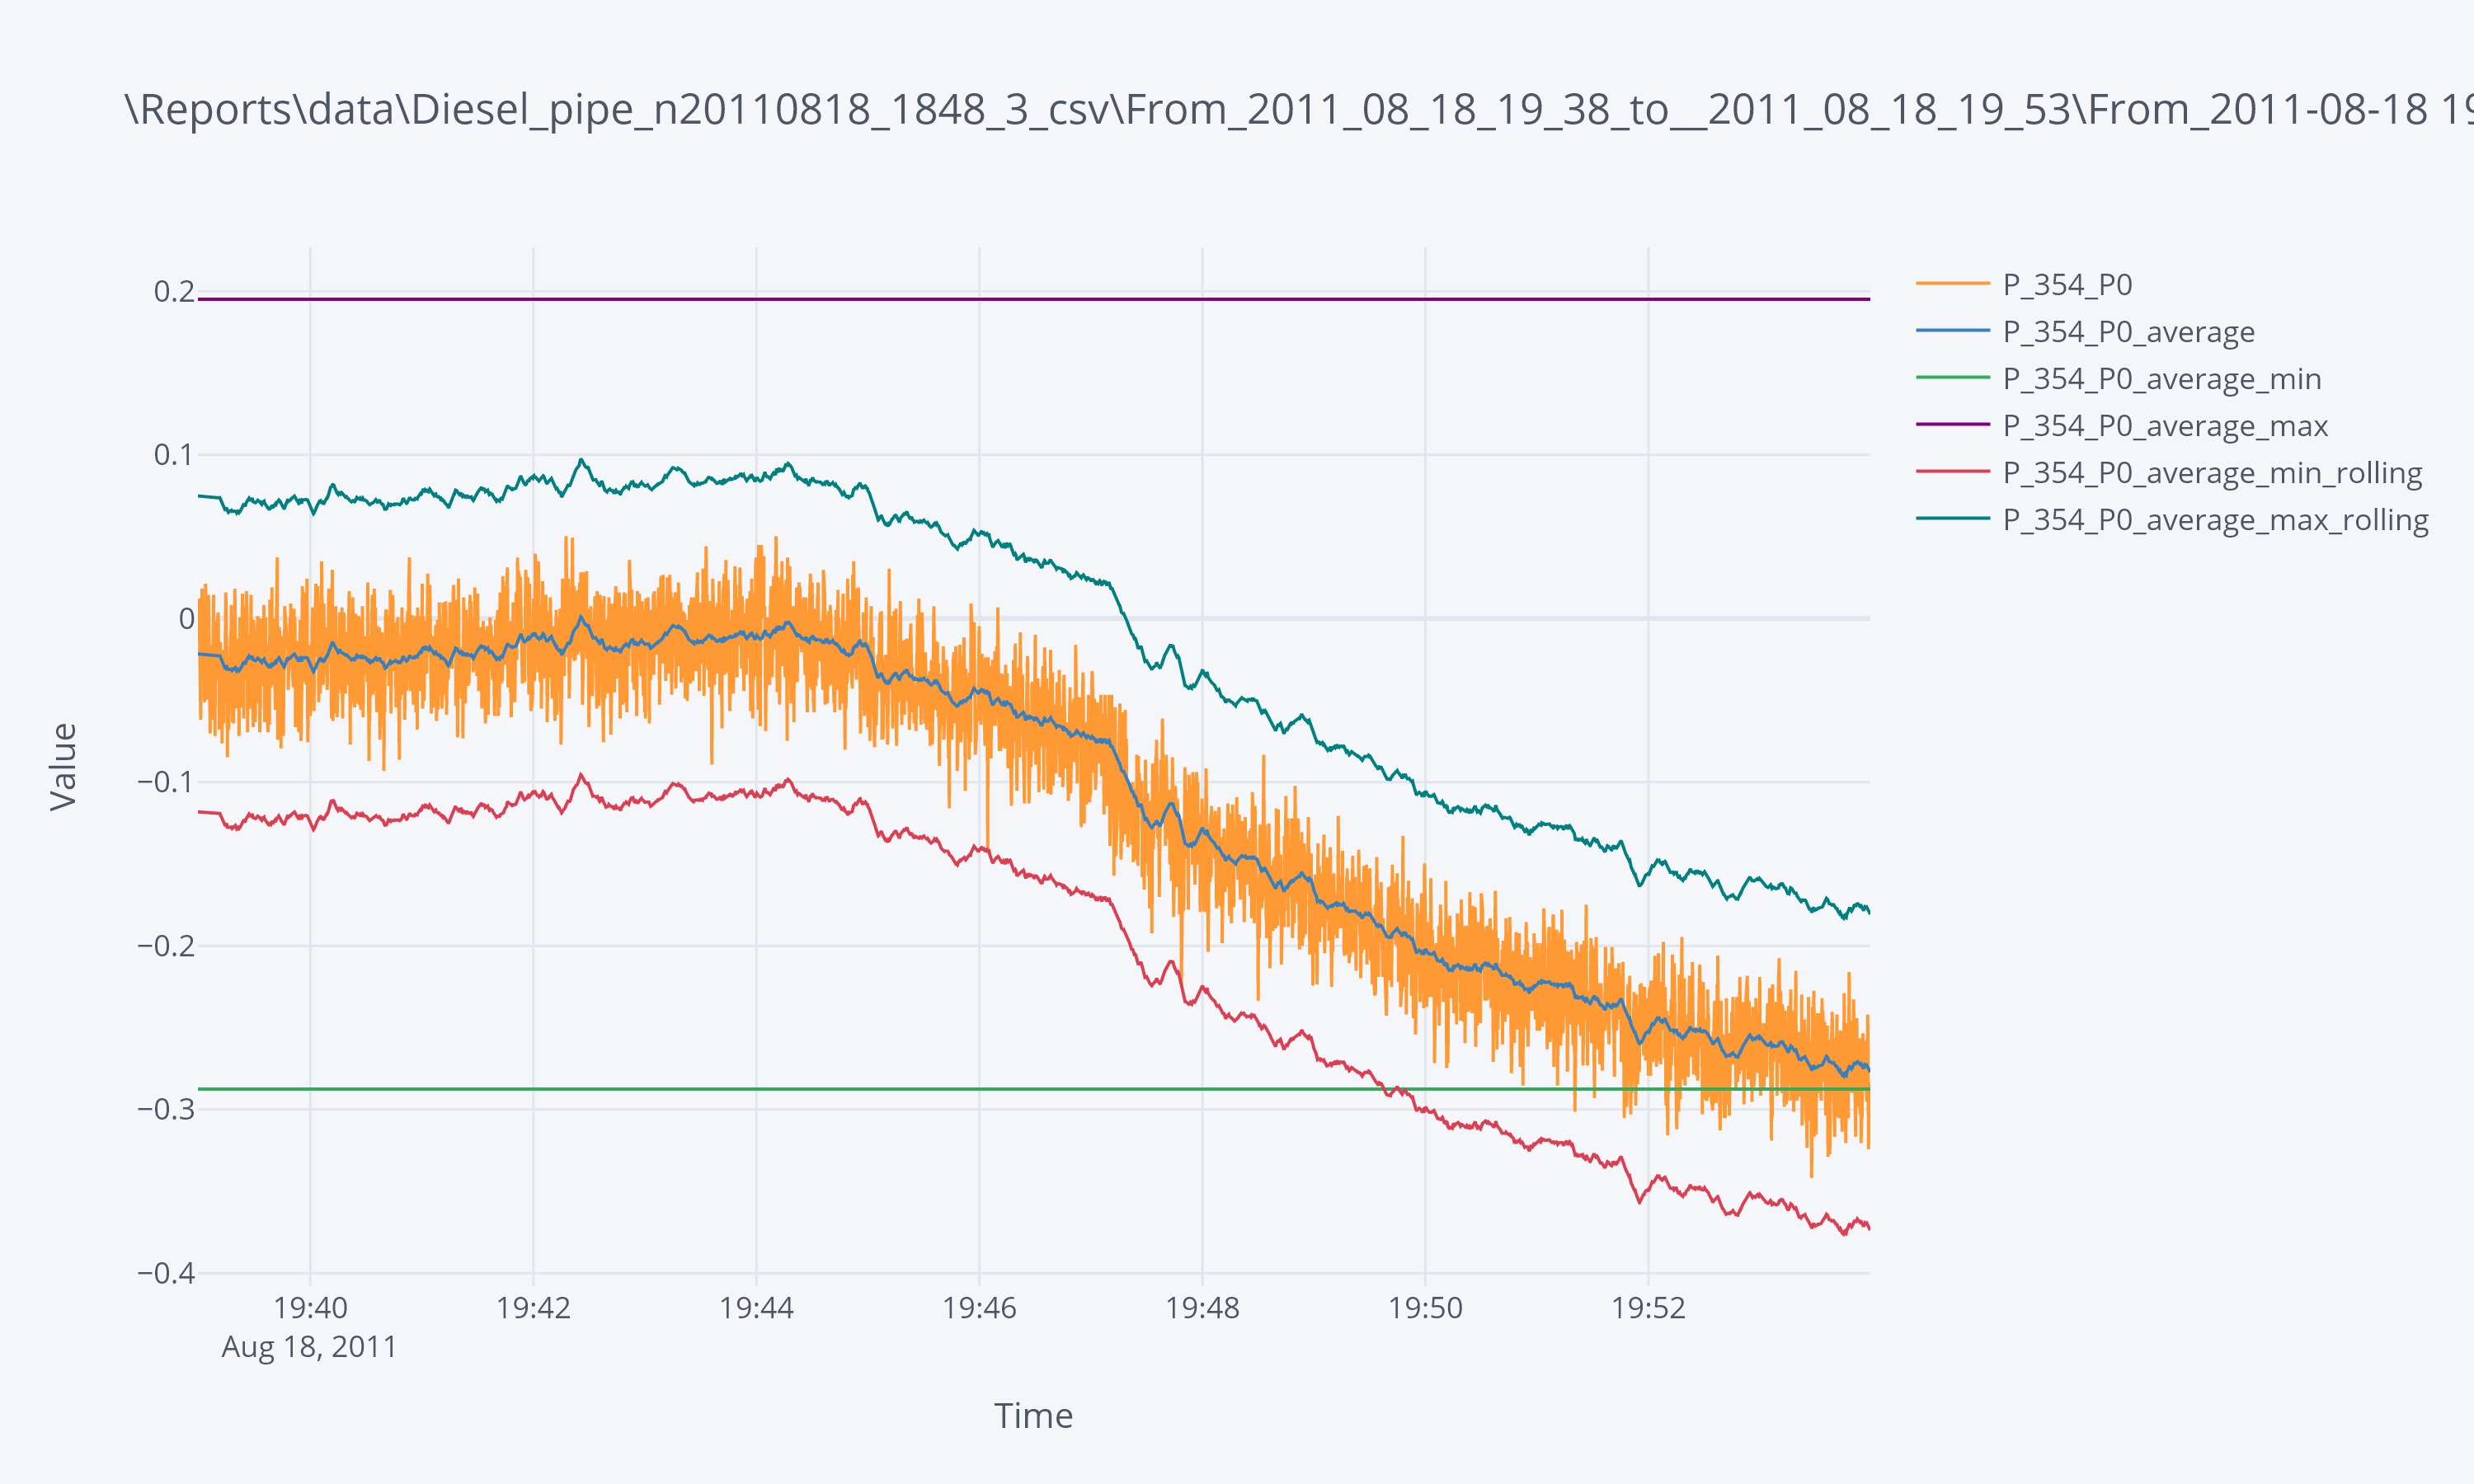 \Reports\data\Diesel_pipe_n20110818_1848_3_csv\From_2011_08_18_19_38_to__2011_08_18_19_53\From_2011-08-18 19
P_354_P0
P_354_P0_average
P_354_P0_average_min
P_354_P0_average_max
P_354_P0_average_min_rolling
P_354_P0_average_max_rolling
Value
0.2
0.1
0
−0.1
−0.2
−0.3
−0.4
19:40 19:42 19:44 19:46 19:48 19:50 19:52
Aug 18, 2011
Time